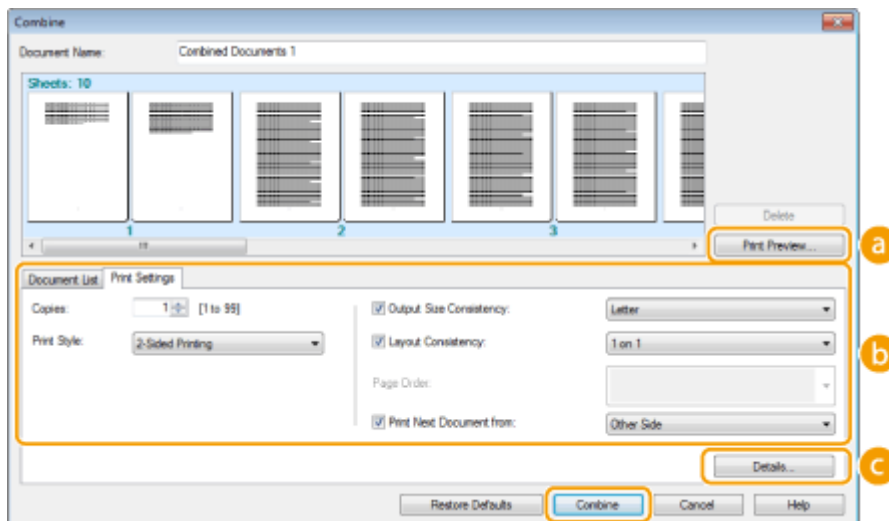 Combine
Document Name: Combined Documents 1
Sheets: 10
1 2 3
Delete
Print Preview... a
Document List Print Settings
Copies: 1 [1 to 99] Output Size Consistency: Letter
Print Style: 2-Sided Printing Layout Consistency: 1 on 1 b
Page Order:
Print Next Document from: Other Side
Details... c
Restore Defaults Combine Cancel Help